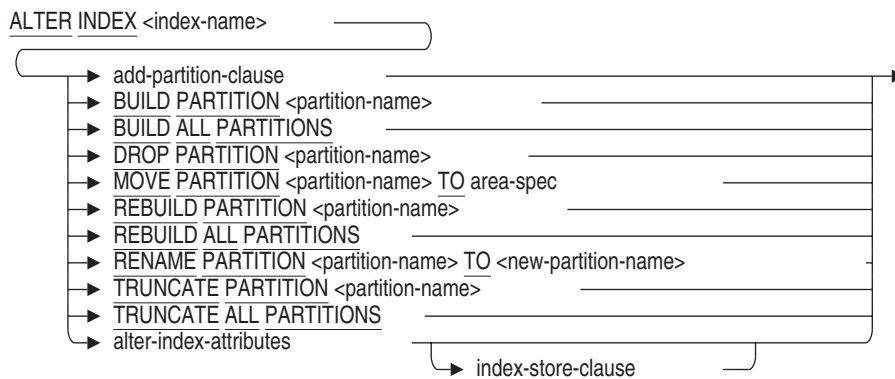 ALTER INDEX <index-name>
add-partition-clause
BUILD PARTITION <partition-name>
BUILD ALL PARTITIONS
DROP PARTITION <partition-name>
MOVE PARTITION <partition-name> TO area-spec
REBUILD PARTITION <partition-name>
REBUILD ALL PARTITIONS
RENAME PARTITION <partition-name> TO <new-partition-name>
TRUNCATE PARTITION <partition-name>
TRUNCATE ALL PARTITIONS
alter-index-attributes
index-store-clause